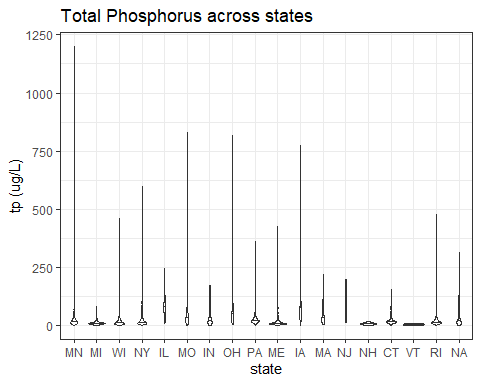 Total Phosphorus across states
tp (ug/L)
1250
1000
750
500
250
0
MN MI WI NY IL MO IN OH PA ME IA MA NJ NH CT VT RI NA
state